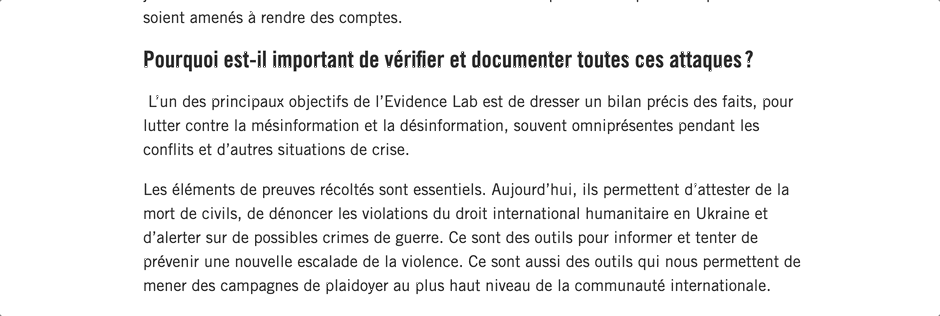 soient amenés à rendre des comptes.
Pourquoi est-il important de vérifier et documenter toutes ces attaques ?
L’un des principaux objectifs de l’Evidence Lab est de dresser un bilan précis des faits, pour
lutter contre la mésinformation et la désinformation, souvent omniprésentes pendant les
conflits et d’autres situations de crise.
Les éléments de preuves récoltés sont essentiels. Aujourd’hui, ils permettent d’attester de la
mort de civils, de dénoncer les violations du droit international humanitaire en Ukraine et
d’alerter sur de possibles crimes de guerre. Ce sont des outils pour informer et tenter de
prévenir une nouvelle escalade de la violence. Ce sont aussi des outils qui nous permettent de
mener des campagnes de plaidoyer au plus haut niveau de la communauté internationale.